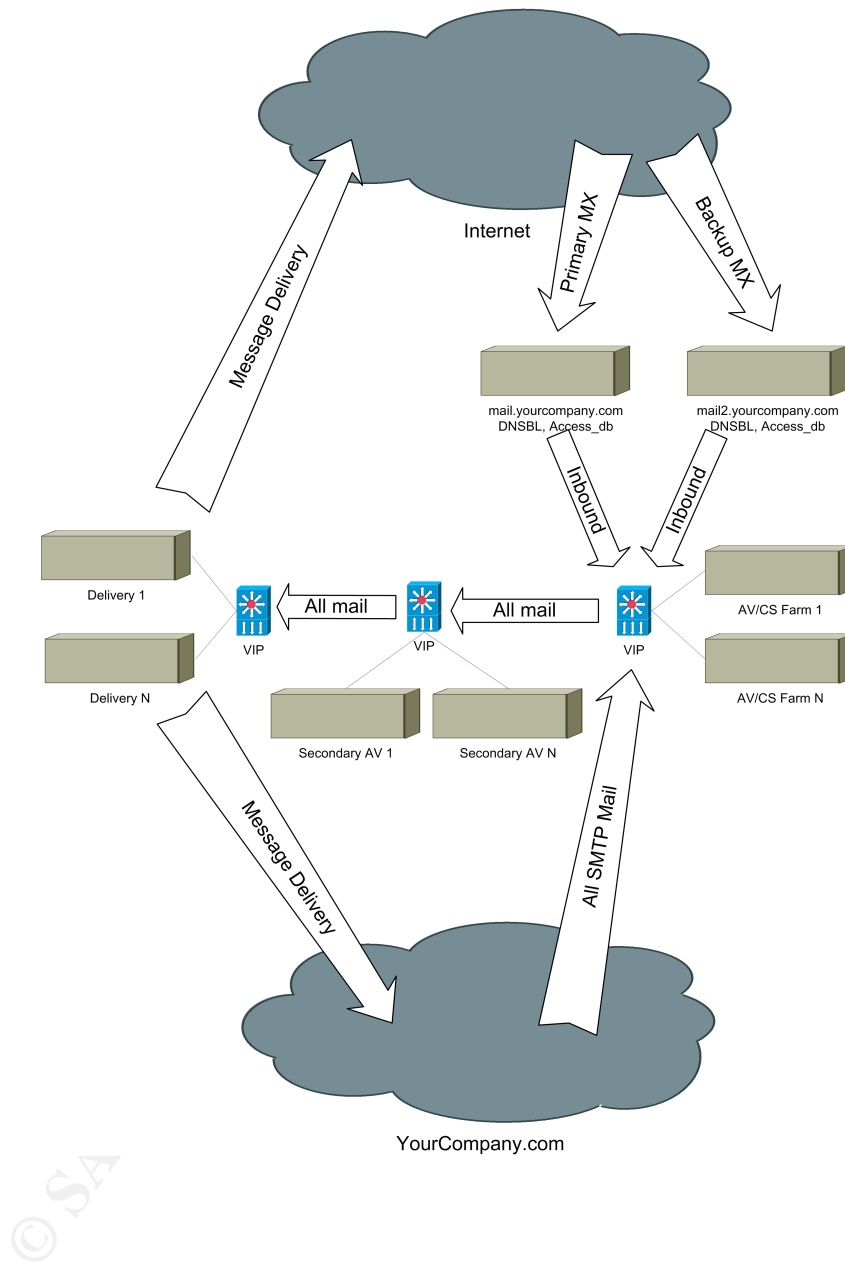 Internet
Primary MX
Backup MX
Message Delivery
mail.yourcompany.com
DNSBL, Access_db
mail2.yourcompany.com
DNSBL, Access_db
Inbound
Inbound
Delivery 1
VIP
All mail
VIP
All mail
VIP
AV/CS Farm 1
Delivery N
AV/CS Farm N
Secondary AV 1
Secondary AV N
Message Delivery
All SMTP Mail
YourCompany.com
© SA